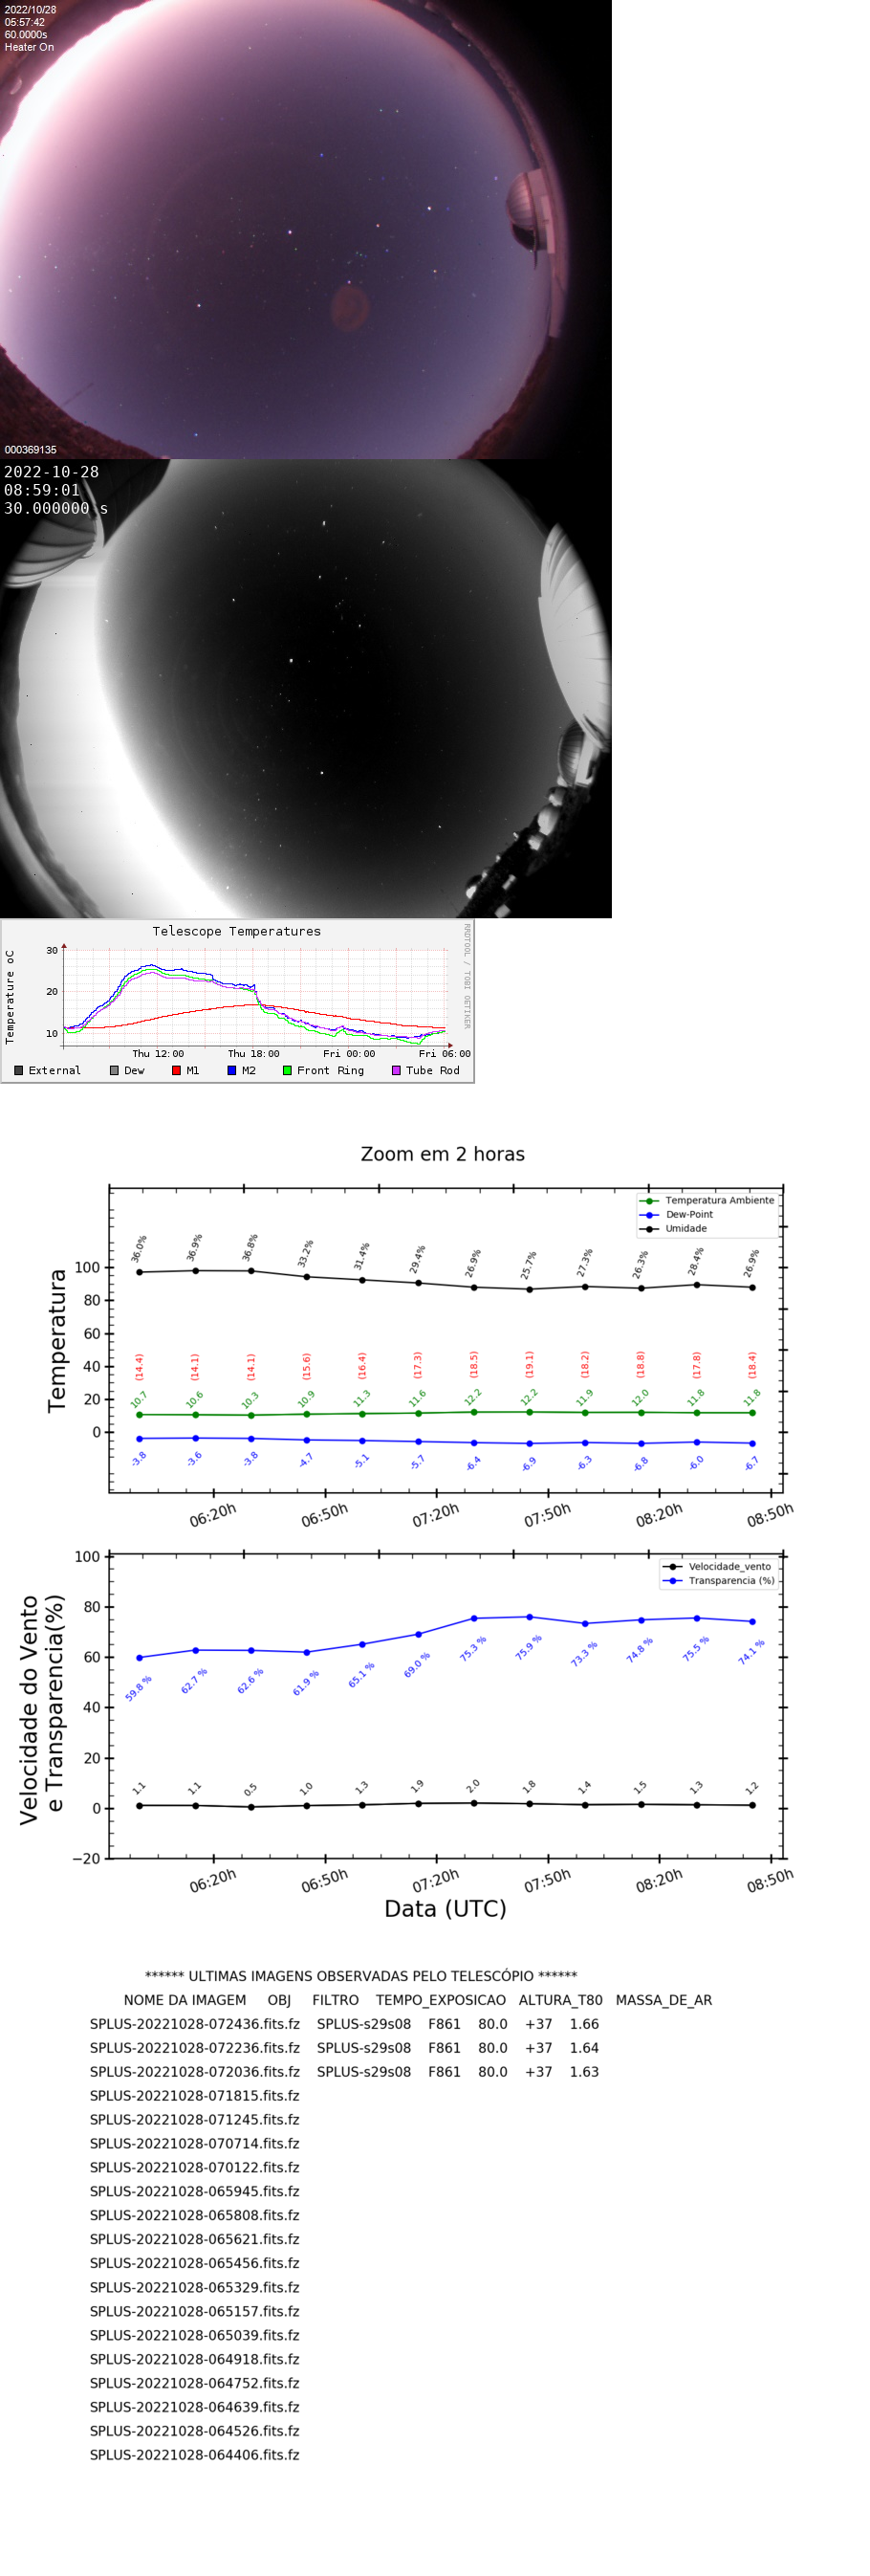 2022/10/28
05:57:42
60.0000s
Heater On
000369135
2022-10-28
08:59:01
30.000000 s
Telescope Temperatures
RRDTOOL / TOBI OETIKER
Temperature oC
30
20
10
Thu 12:00 Thu 18:00 Fri 00:00 Fri 06:00
External Dew M1 M2 Front Ring Tube Rod
Zoom em 2 horas
Temperatura Ambiente
Dew-Point
Umidade
Temperatura
100
80
60
40
20
0
36.0% 36.9% 36.8% 33.2% 31.4% 29.4% 26.9% 25.7% 27.3% 26.3% 28.4% 26.9%
(14.4) (14.1) (14.1) (15.6) (16.4) (17.3) (18.5) (19.1) (18.2) (18.8) (17.8) (18.4)
10.7 10.6 10.3 10.9 11.3 11.6 12.2 12.2 11.9 12.0 11.8 11.8
-3.8 -3.6 -3.8 -4.7 -5.1 -5.7 -6.4 -6.9 -6.3 -6.8 -6.0 -6.7
06:20h 06:50h 07:20h 07:50h 08:20h 08:50h
Velocidade_vento
Transparencia (%)
Velocidade do Vento
e Transparencia(%)
100
80
60
40
20
0
−20
59.8 % 62.7 % 62.6 % 61.9 % 65.1 % 69.0 % 75.3 % 75.9 % 73.3 % 74.8 % 75.5 % 74.1 %
1.1 1.1 0.5 1.0 1.3 1.9 2.0 1.8 1.4 1.5 1.3 1.2
06:20h 06:50h 07:20h 07:50h 08:20h 08:50h
Data (UTC)
****** ULTIMAS IMAGENS OBSERVADAS PELO TELESCÓPIO ******
NOME DA IMAGEM OBJ FILTRO TEMPO_EXPOSICAO ALTURA_T80 MASSA_DE_AR
SPLUS-20221028-072436.fits.fz SPLUS-s29s08 F861 80.0 +37 1.66
SPLUS-20221028-072236.fits.fz SPLUS-s29s08 F861 80.0 +37 1.64
SPLUS-20221028-072036.fits.fz SPLUS-s29s08 F861 80.0 +37 1.63
SPLUS-20221028-071815.fits.fz
SPLUS-20221028-071245.fits.fz
SPLUS-20221028-070714.fits.fz
SPLUS-20221028-070122.fits.fz
SPLUS-20221028-065945.fits.fz
SPLUS-20221028-065808.fits.fz
SPLUS-20221028-065621.fits.fz
SPLUS-20221028-065456.fits.fz
SPLUS-20221028-065329.fits.fz
SPLUS-20221028-065157.fits.fz
SPLUS-20221028-065039.fits.fz
SPLUS-20221028-064918.fits.fz
SPLUS-20221028-064752.fits.fz
SPLUS-20221028-064639.fits.fz
SPLUS-20221028-064526.fits.fz
SPLUS-20221028-064406.fits.fz